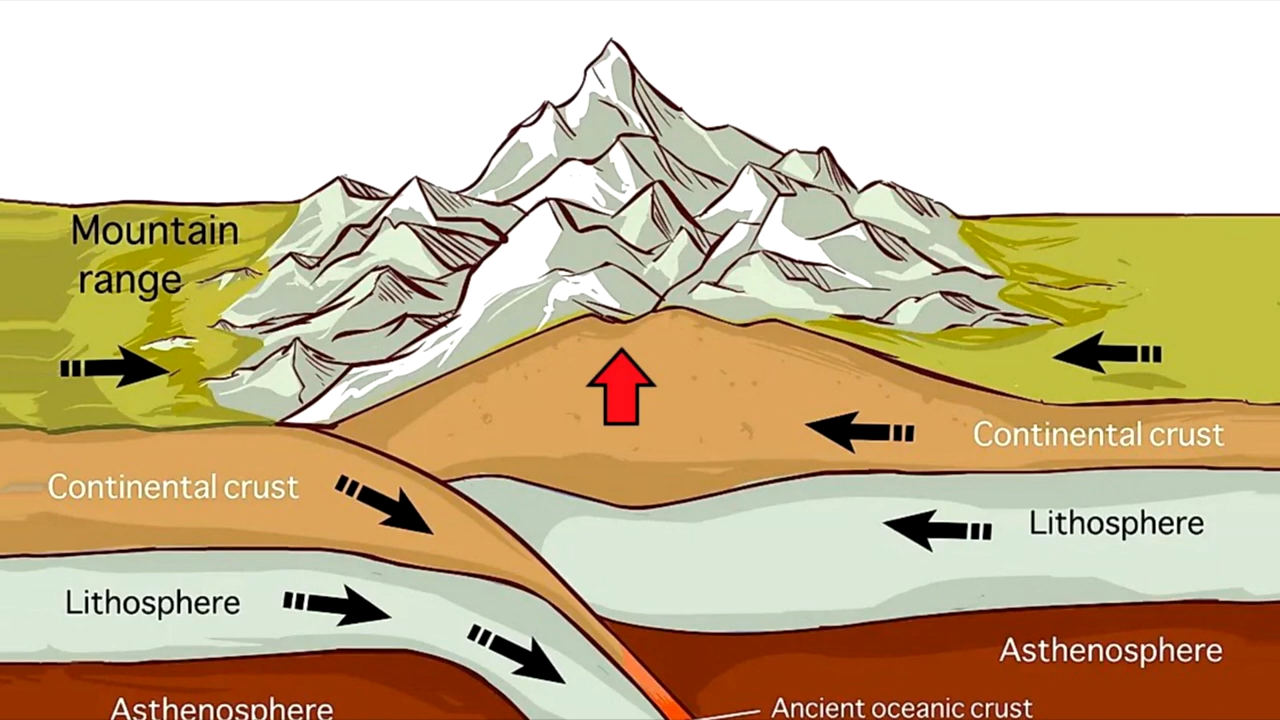 Mountain
range
Continental crust
Continental crust
Lithosphere
Lithosphere
Asthenosphere
Asthenosphere
Ancient oceanic crust